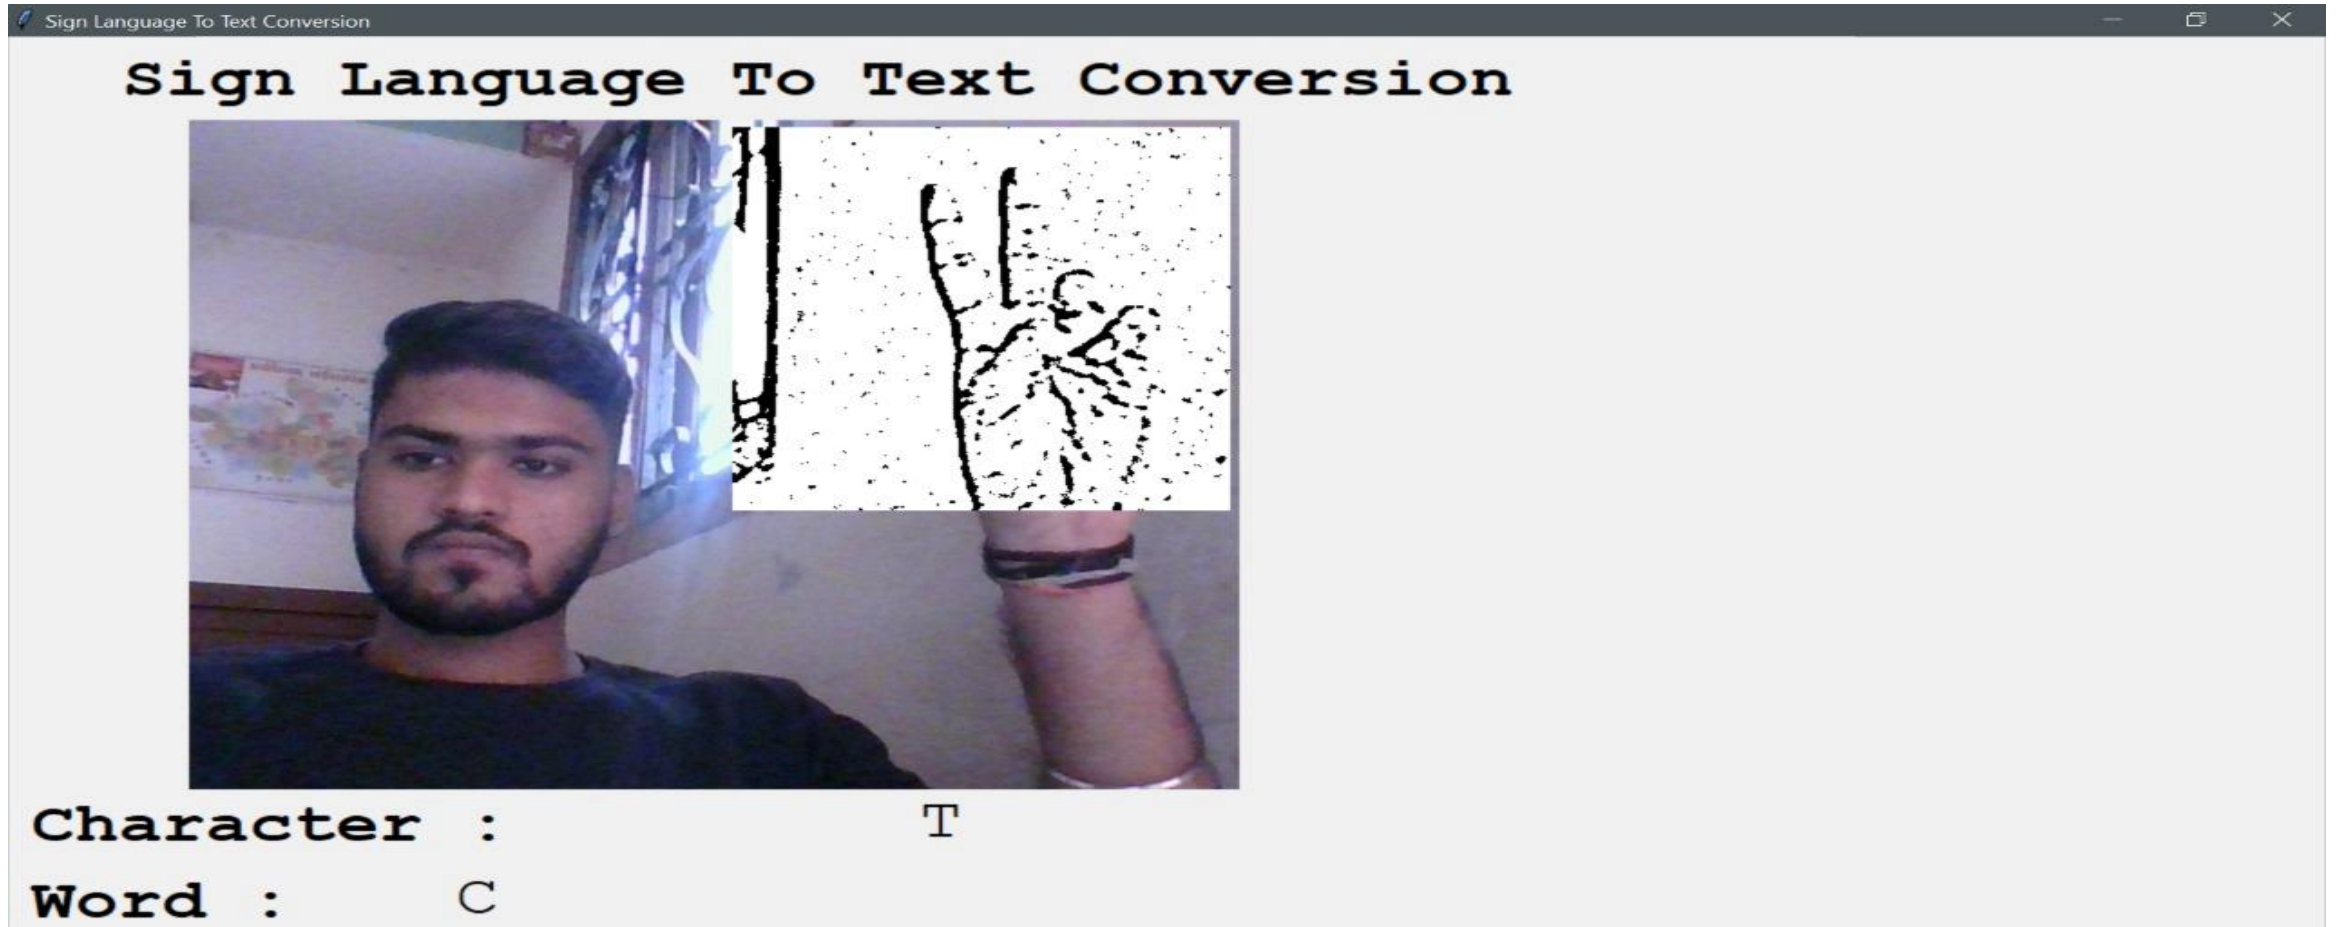 Sign Language To Text Conversion
Sign Language To Text Conversion
Character : T
Word : C